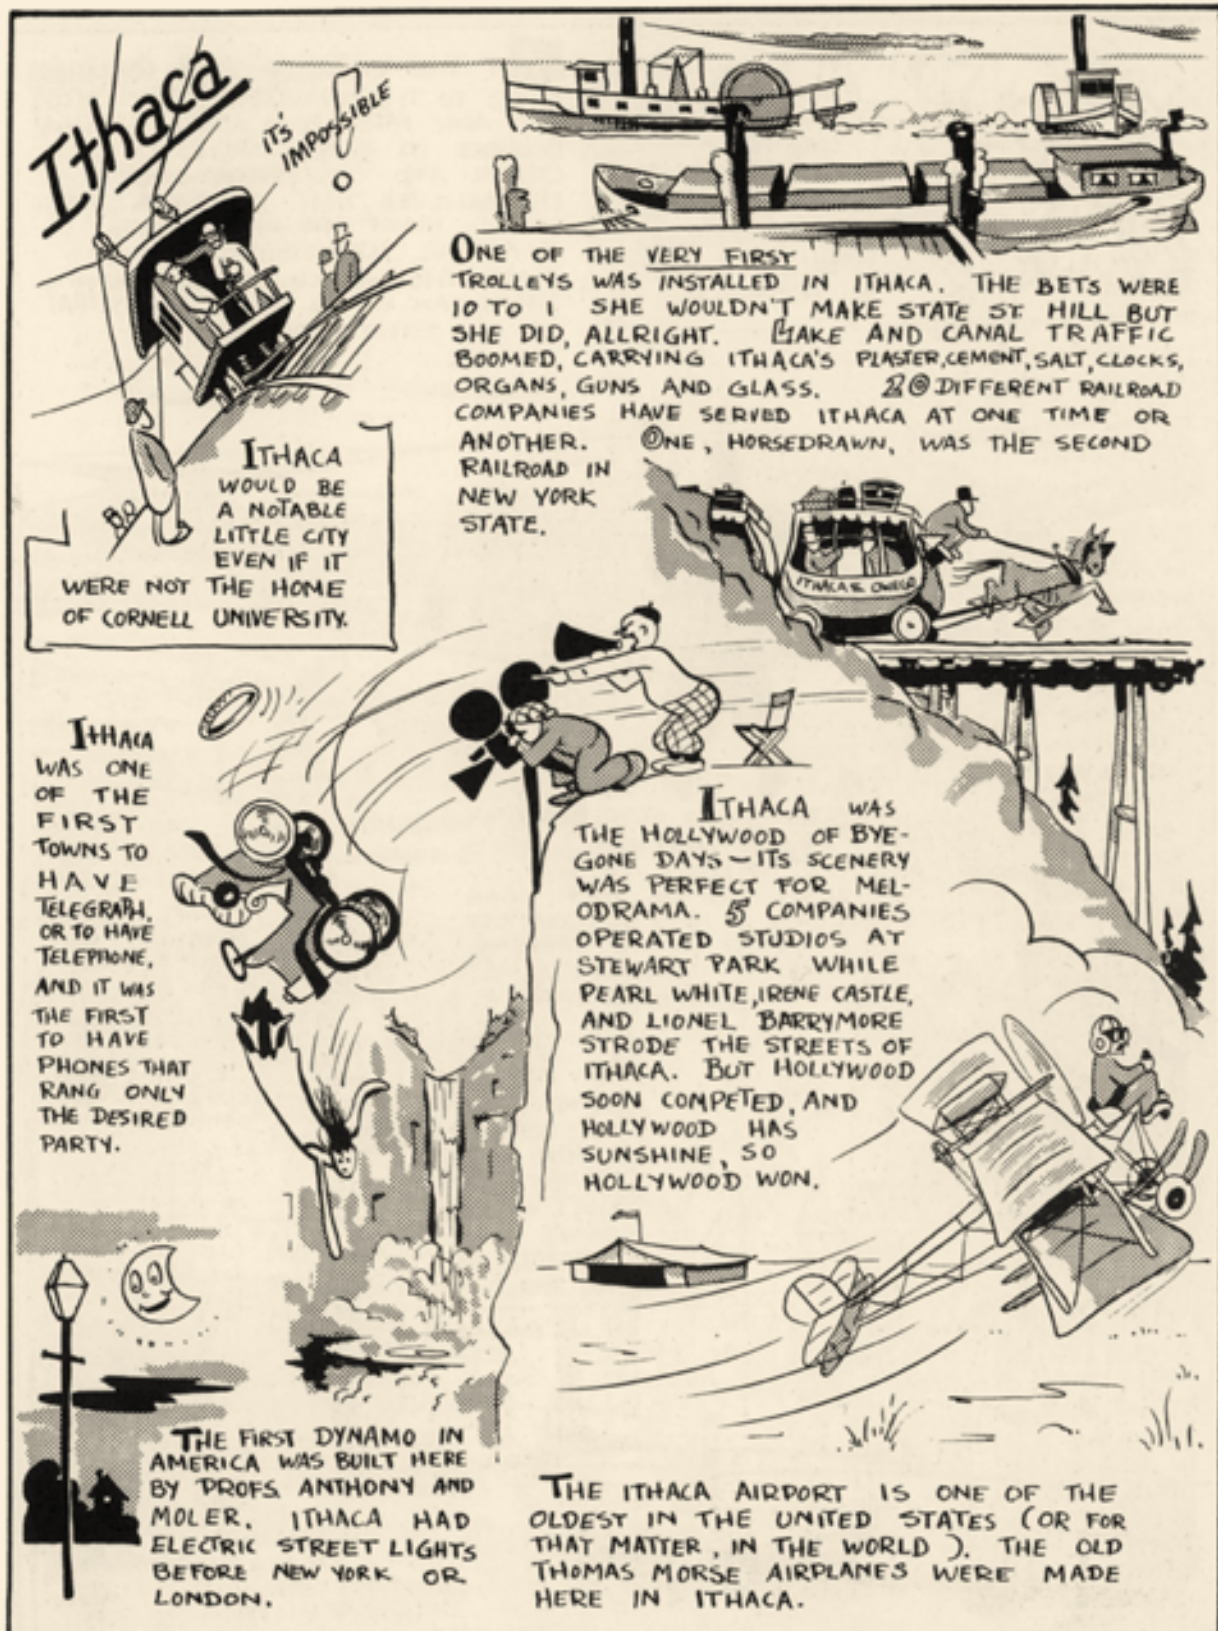 Ithaca
IT'S
IMPOSSIBLE
!
ONE OF THE VERY FIRST
TROLLEYS WAS INSTALLED IN ITHACA. THE BETS WERE
10 TO 1 SHE WOULDN'T MAKE STATE ST. HILL BUT
SHE DID, ALLRIGHT. LAKE AND CANAL TRAFFIC
BOOMED, CARRYING ITHACA'S PLASTER, CEMENT, SALT, CLOCKS,
ORGANS, GUNS AND GLASS. 20 DIFFERENT RAILROAD
COMPANIES HAVE SERVED ITHACA AT ONE TIME OR
ANOTHER. ONE, HORSEDRAWN, WAS THE SECOND
RAILROAD IN
NEW YORK
STATE.
ITHACA
WOULD BE
A NOTABLE
LITTLE CITY
EVEN IF IT
WERE NOT THE HOME
OF CORNELL UNIVERSITY.
ITHACA & OWEGO
ITHACA
WAS ONE
OF THE
FIRST
TOWNS TO
HAVE
TELEGRAPH,
OR TO HAVE
TELEPHONE,
AND IT WAS
THE FIRST
TO HAVE
PHONES THAT
RANG ONLY
THE DESIRED
PARTY.
ITHACA WAS
THE HOLLYWOOD OF BYE-
GONE DAYS – ITS SCENERY
WAS PERFECT FOR MEL-
ODRAMA. 5 COMPANIES
OPERATED STUDIOS AT
STEWART PARK WHILE
PEARL WHITE, IRENE CASTLE,
AND LIONEL BARRYMORE
STRODE THE STREETS OF
ITHACA. BUT HOLLYWOOD
SOON COMPETED, AND
HOLLYWOOD HAS
SUNSHINE, SO
HOLLYWOOD WON.
THE FIRST DYNAMO IN
AMERICA WAS BUILT HERE
BY PROFS. ANTHONY AND
MOLER. ITHACA HAD
ELECTRIC STREET LIGHTS
BEFORE NEW YORK OR
LONDON.
THE ITHACA AIRPORT IS ONE OF THE
OLDEST IN THE UNITED STATES (OR FOR
THAT MATTER, IN THE WORLD). THE OLD
THOMAS MORSE AIRPLANES WERE MADE
HERE IN ITHACA.